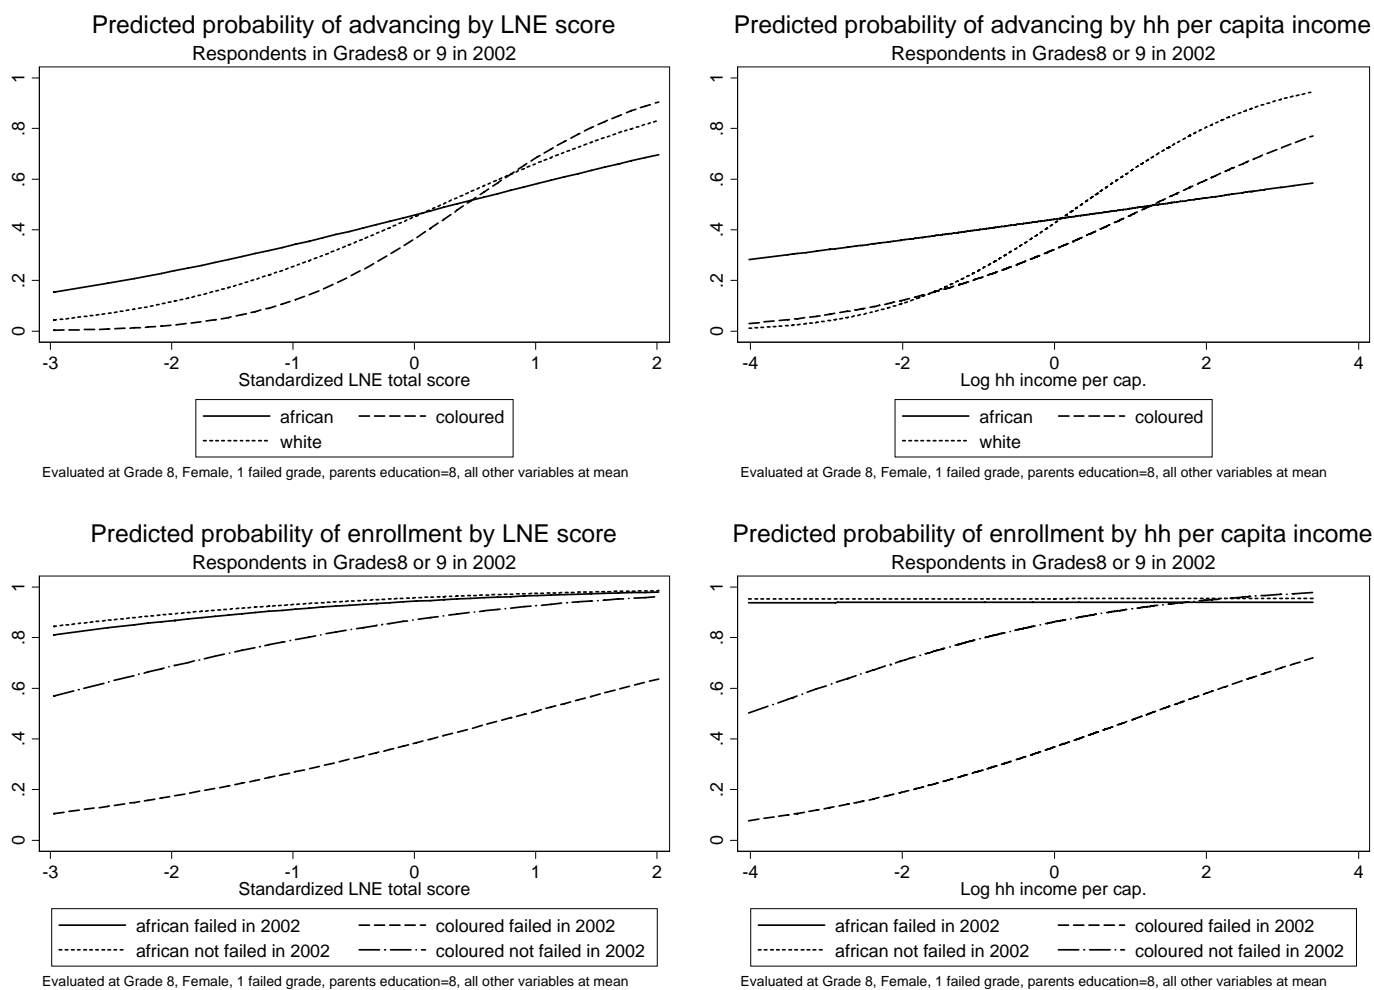 Predicted probability of advancing by LNE score
Respondents in Grades8 or 9 in 2002
1
.8
.6
.4
.2
0
-3 -2 -1 0 1 2
Standardized LNE total score
african coloured
white
Evaluated at Grade 8, Female, 1 failed grade, parents education=8, all other variables at mean
Predicted probability of advancing by hh per capita income
Respondents in Grades8 or 9 in 2002
1
.8
.6
.4
.2
0
-4 -2 0 2 4
Log hh income per cap.
african coloured
white
Evaluated at Grade 8, Female, 1 failed grade, parents education=8, all other variables at mean
Predicted probability of enrollment by LNE score
Respondents in Grades8 or 9 in 2002
1
.8
.6
.4
.2
0
-3 -2 -1 0 1 2
Standardized LNE total score
african failed in 2002 coloured failed in 2002
african not failed in 2002 coloured not failed in 2002
Evaluated at Grade 8, Female, 1 failed grade, parents education=8, all other variables at mean
Predicted probability of enrollment by hh per capita income
Respondents in Grades8 or 9 in 2002
1
.8
.6
.4
.2
0
-4 -2 0 2 4
Log hh income per cap.
african failed in 2002 coloured failed in 2002
african not failed in 2002 coloured not failed in 2002
Evaluated at Grade 8, Female, 1 failed grade, parents education=8, all other variables at mean